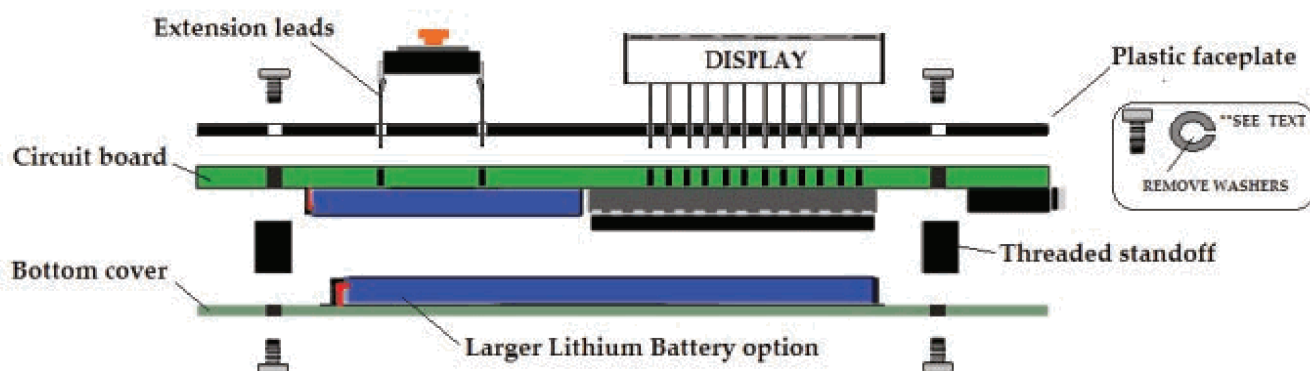 Extension leads
DISPLAY
Plastic faceplate
**SEE TEXT
Circuit board
REMOVE WASHERS
Threaded standoff
Bottom cover
Larger Lithium Battery option